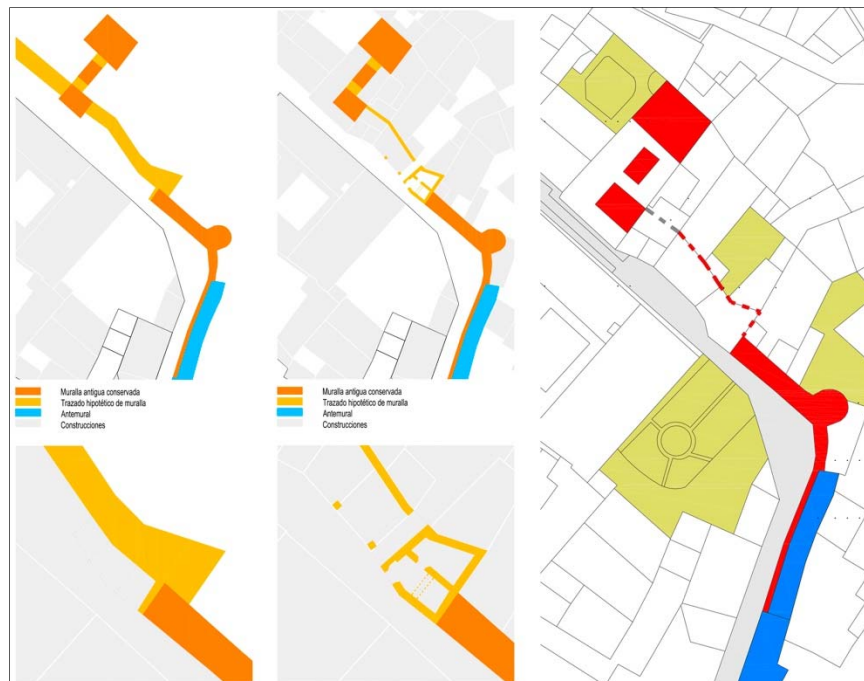 Muralla antigua conservada
Trazado hipotético de muralla
Antemural
Construcciones
Muralla antigua conservada
Trazado hipotético de muralla
Antemural
Construcciones